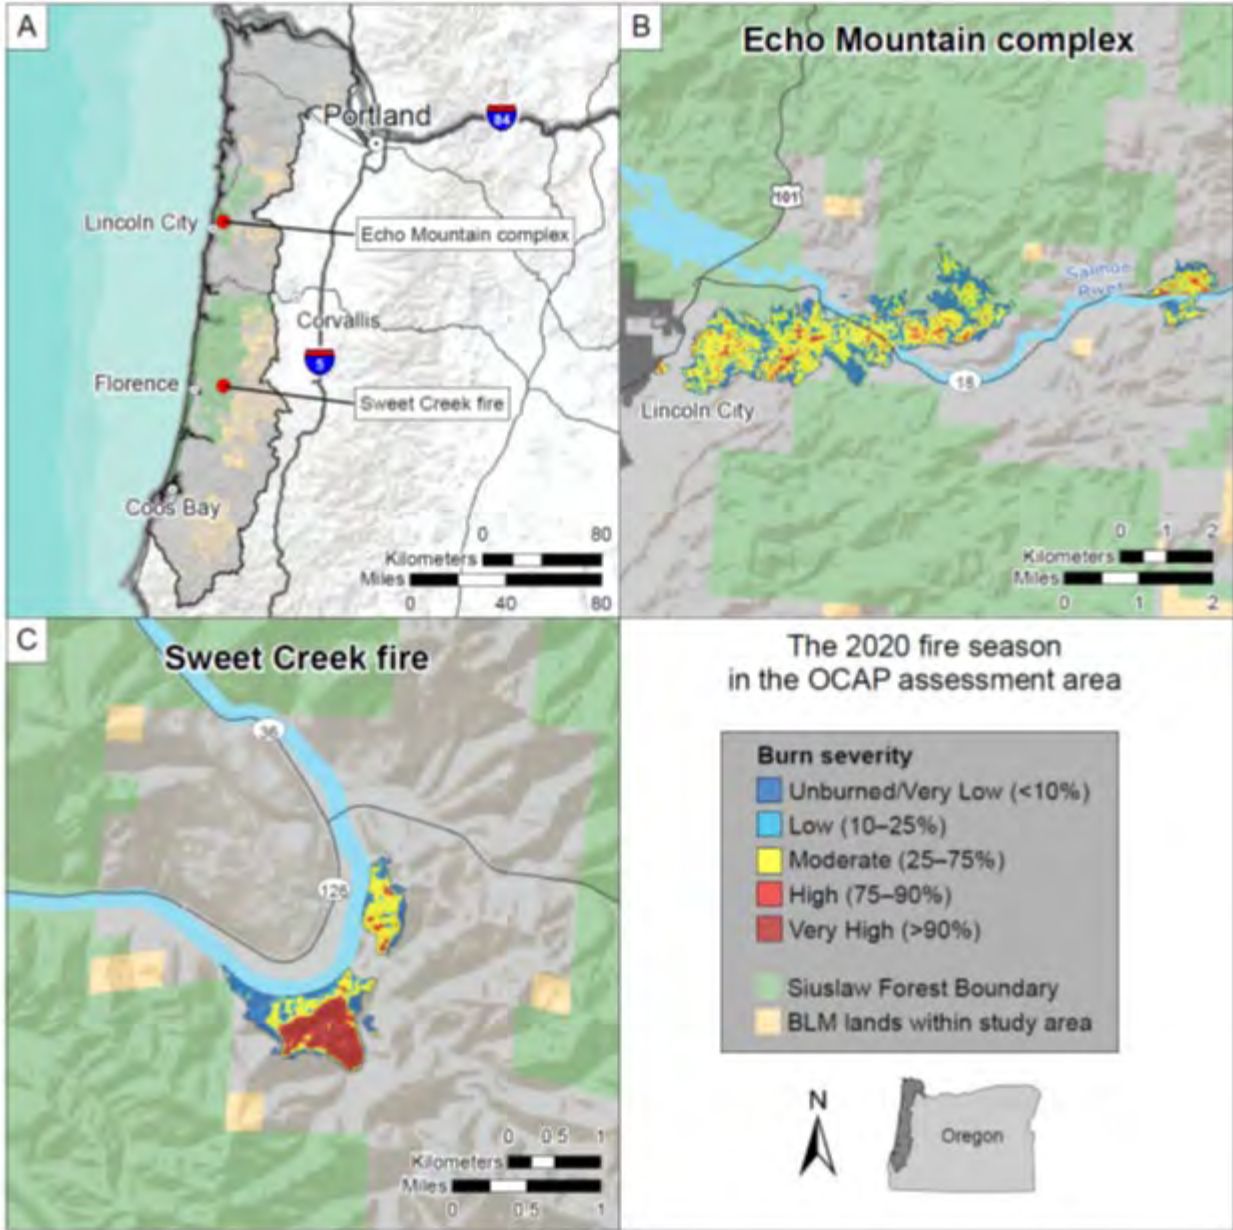 A
Portland
84
Lincoln City
Echo Mountain complex
Corvallis
5
Florence
Sweet Creek fire
Coos Bay
0 80
Kilometers
Miles
0 40 80
B
Echo Mountain complex
101
Salmon
River
18
Lincoln City
0 1 2
Kilometers
Miles
0 1 2
C
Sweet Creek fire
36
126
0 0.5 1
Kilometers
Miles
0 0.5 1
The 2020 fire season
in the OCAP assessment area
Burn severity
Unburned/Very Low (<10%)
Low (10–25%)
Moderate (25–75%)
High (75–90%)
Very High (>90%)
Siuslaw Forest Boundary
BLM lands within study area
N
Oregon